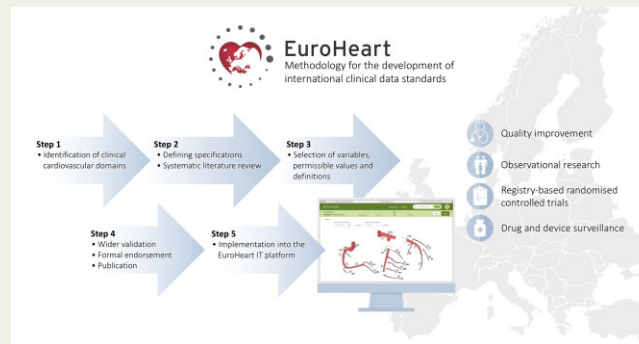 EuroHeart
Methodology for the development of
international clinical data standards
Step 1
• Identification of clinical
cardiovascular domains
Step 2
• Defining specifications
• Systematic literature review
Step 3
• Selection of variables,
permissible values and
definitions
Step 4
• Wider validation
• Formal endorsement
• Publication
Step 5
• Implementation into the
EuroHeart IT platform
Quality improvement
Observational research
Registry-based randomised
controlled trials
Drug and device surveillance